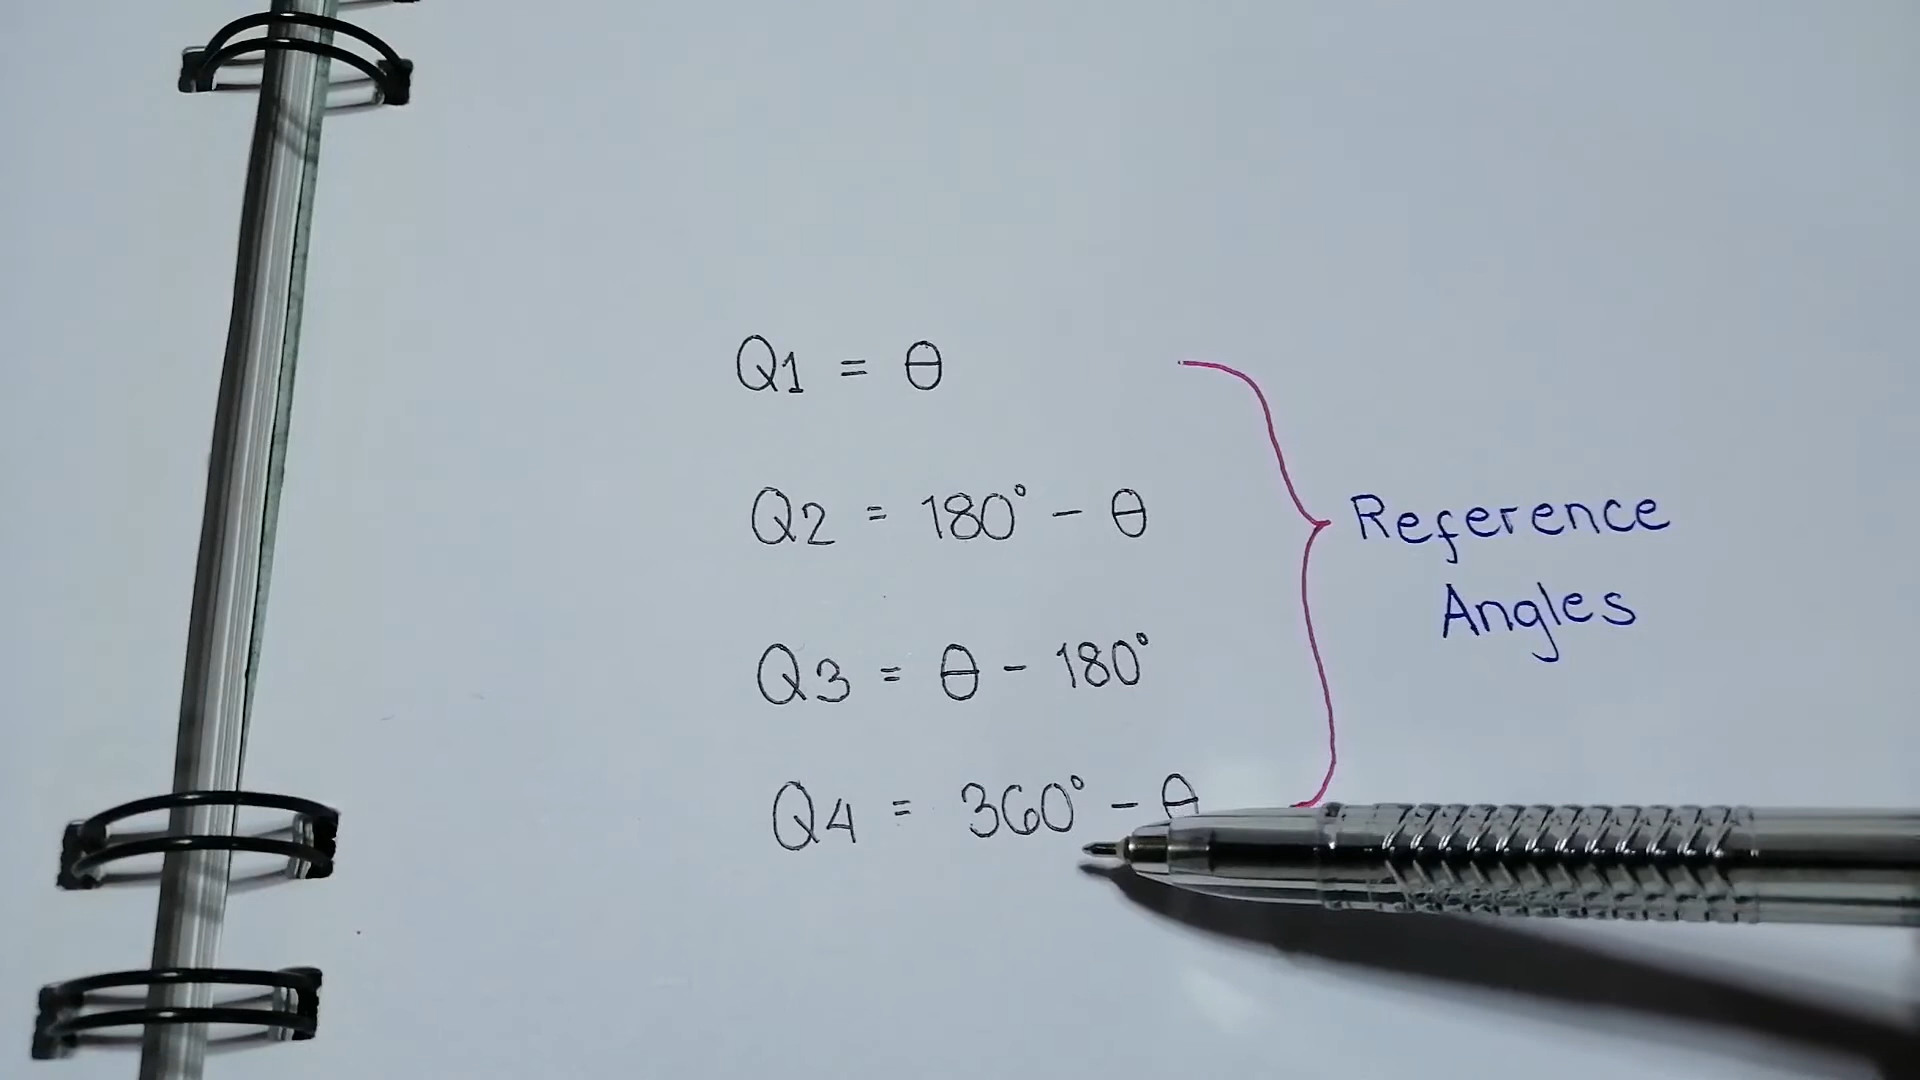 Q1 = θ
Q2 = 180° - θ
Q3 = θ - 180°
Q4 = 360° - θ
Reference
Angles